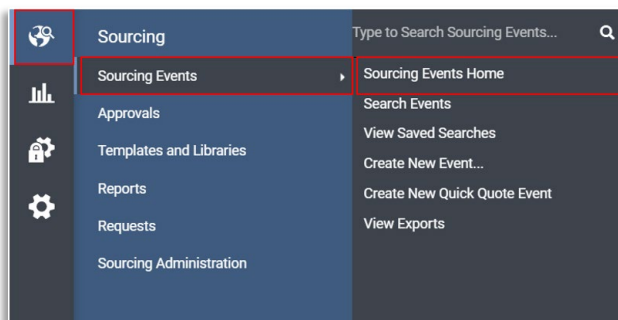 Sourcing
Sourcing Events
Approvals
Templates and Libraries
Reports
Requests
Sourcing Administration
Type to Search Sourcing Events...
Sourcing Events Home
Search Events
View Saved Searches
Create New Event...
Create New Quick Quote Event
View Exports